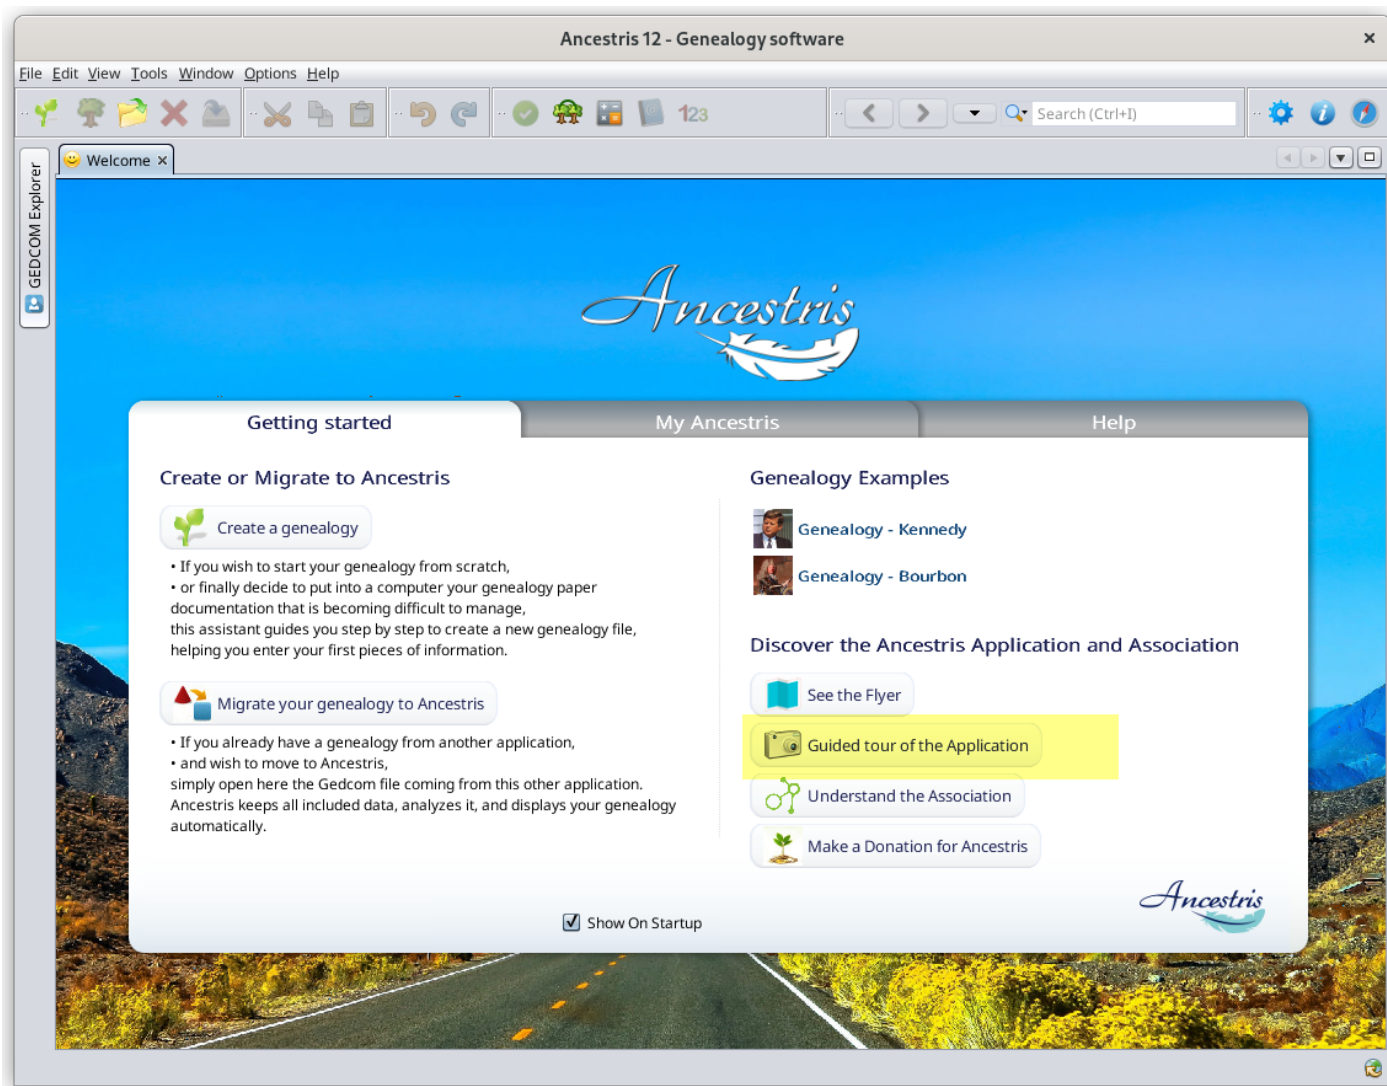 Ancestris 12 - Genealogy software
File Edit View Tools Window Options Help
123
Search (Ctrl+I)
GEDCOM Explorer
Welcome
Ancestris
Getting started
My Ancestris
Help
Create or Migrate to Ancestris
Create a genealogy
• If you wish to start your genealogy from scratch,
• or finally decide to put into a computer your genealogy paper
documentation that is becoming difficult to manage,
this assistant guides you step by step to create a new genealogy file,
helping you enter your first pieces of information.
Migrate your genealogy to Ancestris
• If you already have a genealogy from another application,
• and wish to move to Ancestris,
simply open here the Gedcom file coming from this other application.
Ancestris keeps all included data, analyzes it, and displays your genealogy
automatically.
Genealogy Examples
Genealogy - Kennedy
Genealogy - Bourbon
Discover the Ancestris Application and Association
See the Flyer
Guided tour of the Application
Understand the Association
Make a Donation for Ancestris
Ancestris
Show On Startup